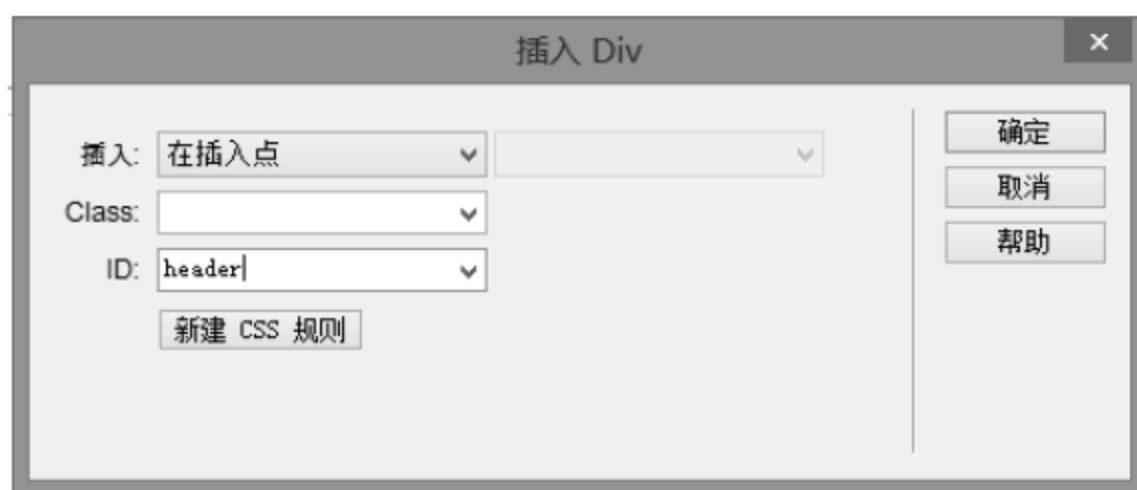 插入 Div
插入: 在插入点
Class:
ID: header
新建 CSS 规则
确定
取消
帮助